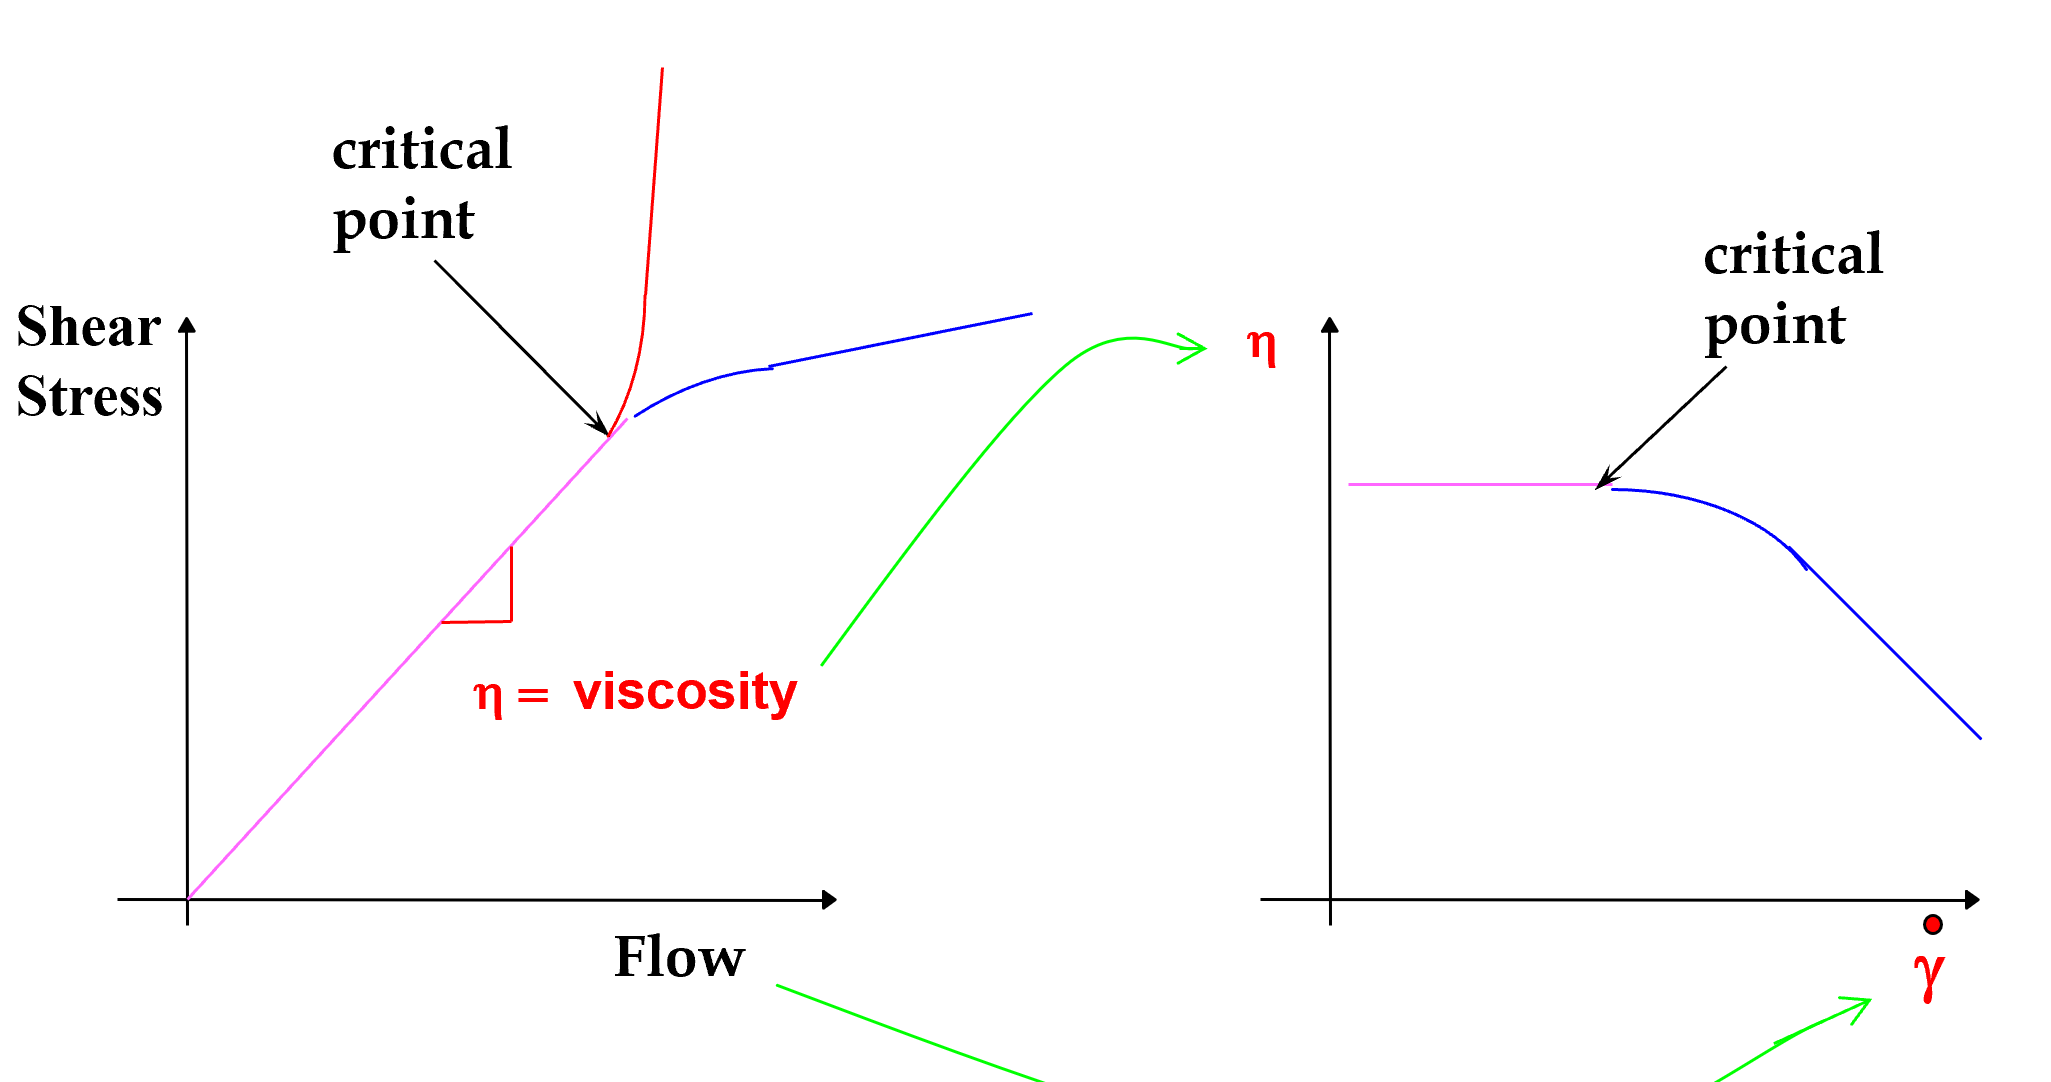 critical
point
Shear
Stress
η = viscosity
Flow
η
critical
point
γ̇